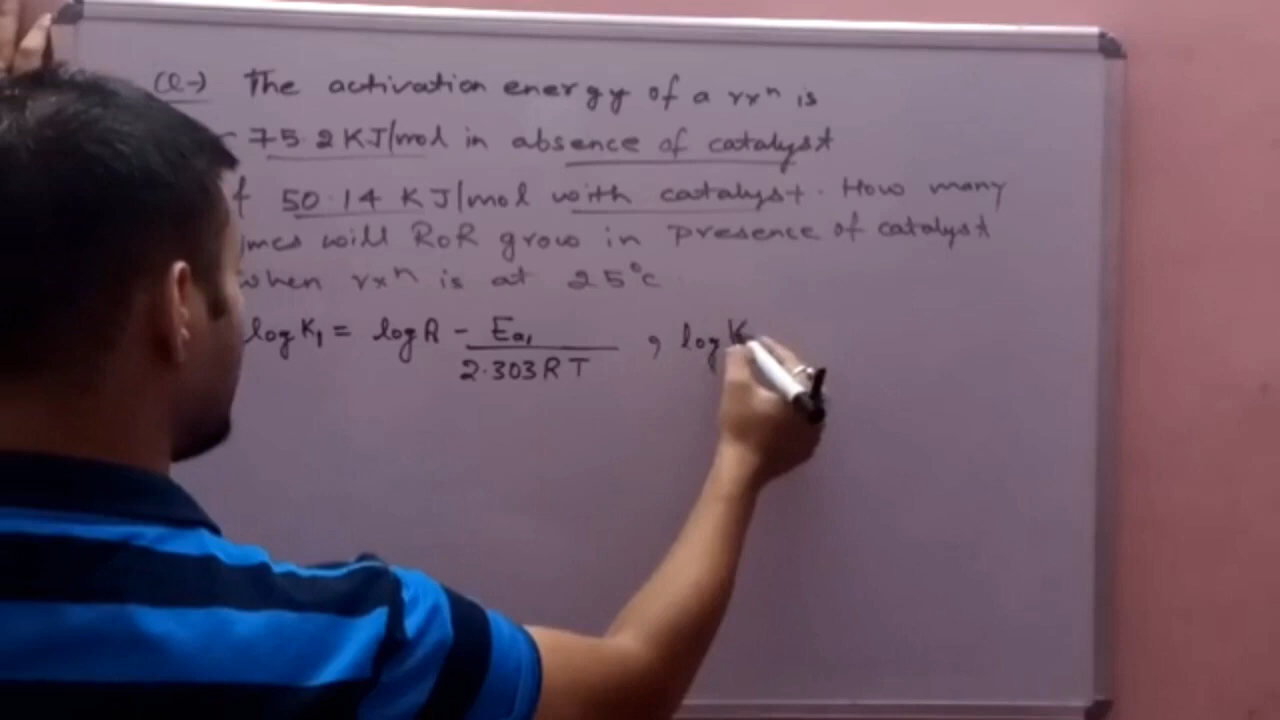 Q→ The activation energy of a rxⁿ is
75.2 KJ/mol in absence of catalyst
50.14 KJ/mol with catalyst. How many
will RoR grow in presence of catalyst
when rxⁿ is at 25°c
log K₁ = log A - Ea₁ / 2.303 R T , log K